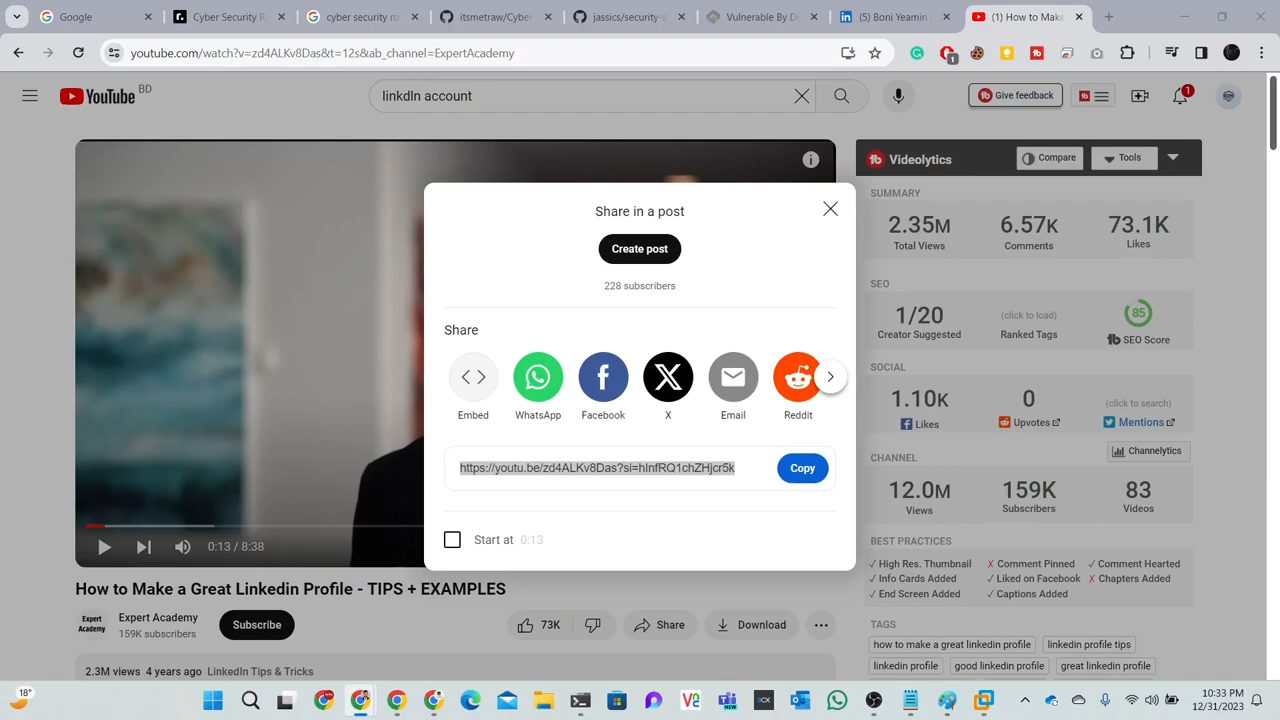 Google
Cyber Security R
cyber security ro
itsmetraw/Cyber
jassics/security-s
Vulnerable By De
(5) Boni Yeamin
(1) How to Make
youtube.com/watch?v=zd4ALKv8Das&t=12s&ab_channel=ExpertAcademy
1
YouTube BD
linkdln account
Give feedback
1
Share in a post
Create post
228 subscribers
Share
Embed
WhatsApp
Facebook
X
Email
Reddit
https://youtu.be/zd4ALKv8Das?si=hInfRQ1chZHjcr5k
Copy
Start at 0:13
0:13 / 8:38
How to Make a Great Linkedin Profile - TIPS + EXAMPLES
Expert Academy
Expert Academy
159K subscribers
Subscribe
73K
Share
Download
2.3M views 4 years ago LinkedIn Tips & Tricks
Videolytics
Compare
Tools
SUMMARY
2.35M 6.57K 73.1K
Total Views Comments Likes
SEO
1/20 (click to load) 85
Creator Suggested Ranked Tags SEO Score
SOCIAL
1.10K 0 (click to search)
Likes Upvotes Mentions
CHANNEL
Channelytics
12.0M 159K 83
Views Subscribers Videos
BEST PRACTICES
✓ High Res. Thumbnail ✗ Comment Pinned ✓ Comment Hearted
✓ Info Cards Added ✓ Liked on Facebook ✗ Chapters Added
✓ End Screen Added ✓ Captions Added
TAGS
how to make a great linkedin profile linkedin profile tips
linkedin profile good linkedin profile great linkedin profile
18°
10:33 PM
12/31/2023